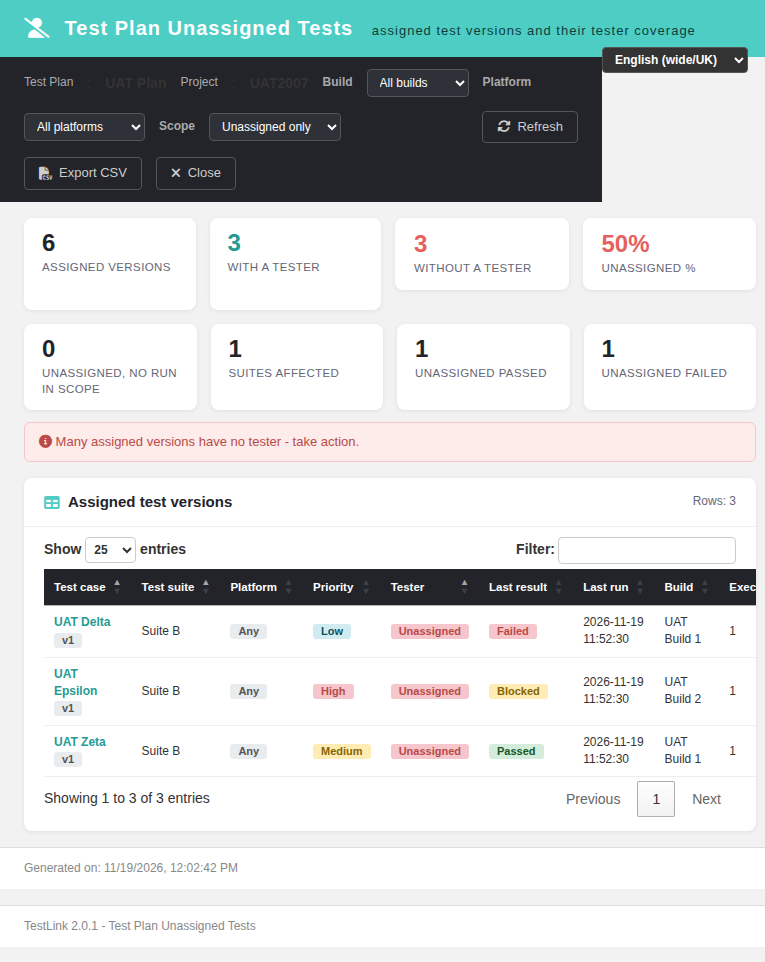 Test Plan Unassigned Tests assigned test versions and their tester coverage
English (wide/UK)
Test Plan : UAT Plan Project : UAT2007 Build All builds Platform
All platforms Scope Unassigned only Refresh
Export CSV Close
6 3 3 50%
ASSIGNED VERSIONS WITH A TESTER WITHOUT A TESTER UNASSIGNED %
0 1 1 1
UNASSIGNED, NO RUN IN SCOPE SUITES AFFECTED UNASSIGNED PASSED UNASSIGNED FAILED
Many assigned versions have no tester - take action.
Test assigned versions Rows: 3
Show 25 entries Filter:
Test case Test suite Platform Priority Tester Last result Last run Build Exec
UAT Delta v1 Suite B Any Low Unassigned Failed 2026-11-19 11:52:30 UAT Build 1 1
UAT Epsilon v1 Suite B Any High Unassigned Blocked 2026-11-19 11:52:30 UAT Build 2 1
UAT Zeta v1 Suite B Any Medium Unassigned Passed 2026-11-19 11:52:30 UAT Build 1 1
Showing 1 to 3 of 3 entries Previous 1 Next
Generated on: 11/19/2026, 12:02:42 PM
TestLink 2.0.1 - Test Plan Unassigned Tests